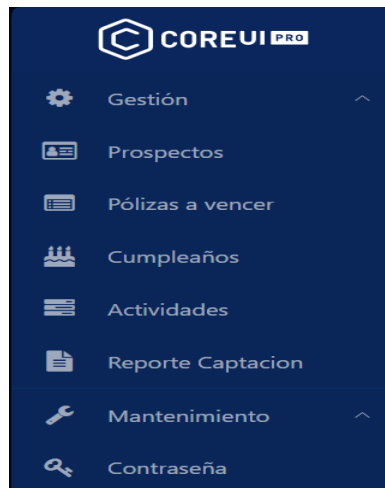 COREUI PRO
Gestión
Prospectos
Pólizas a vencer
Cumpleaños
Actividades
Reporte Captacion
Mantenimiento
Contraseña